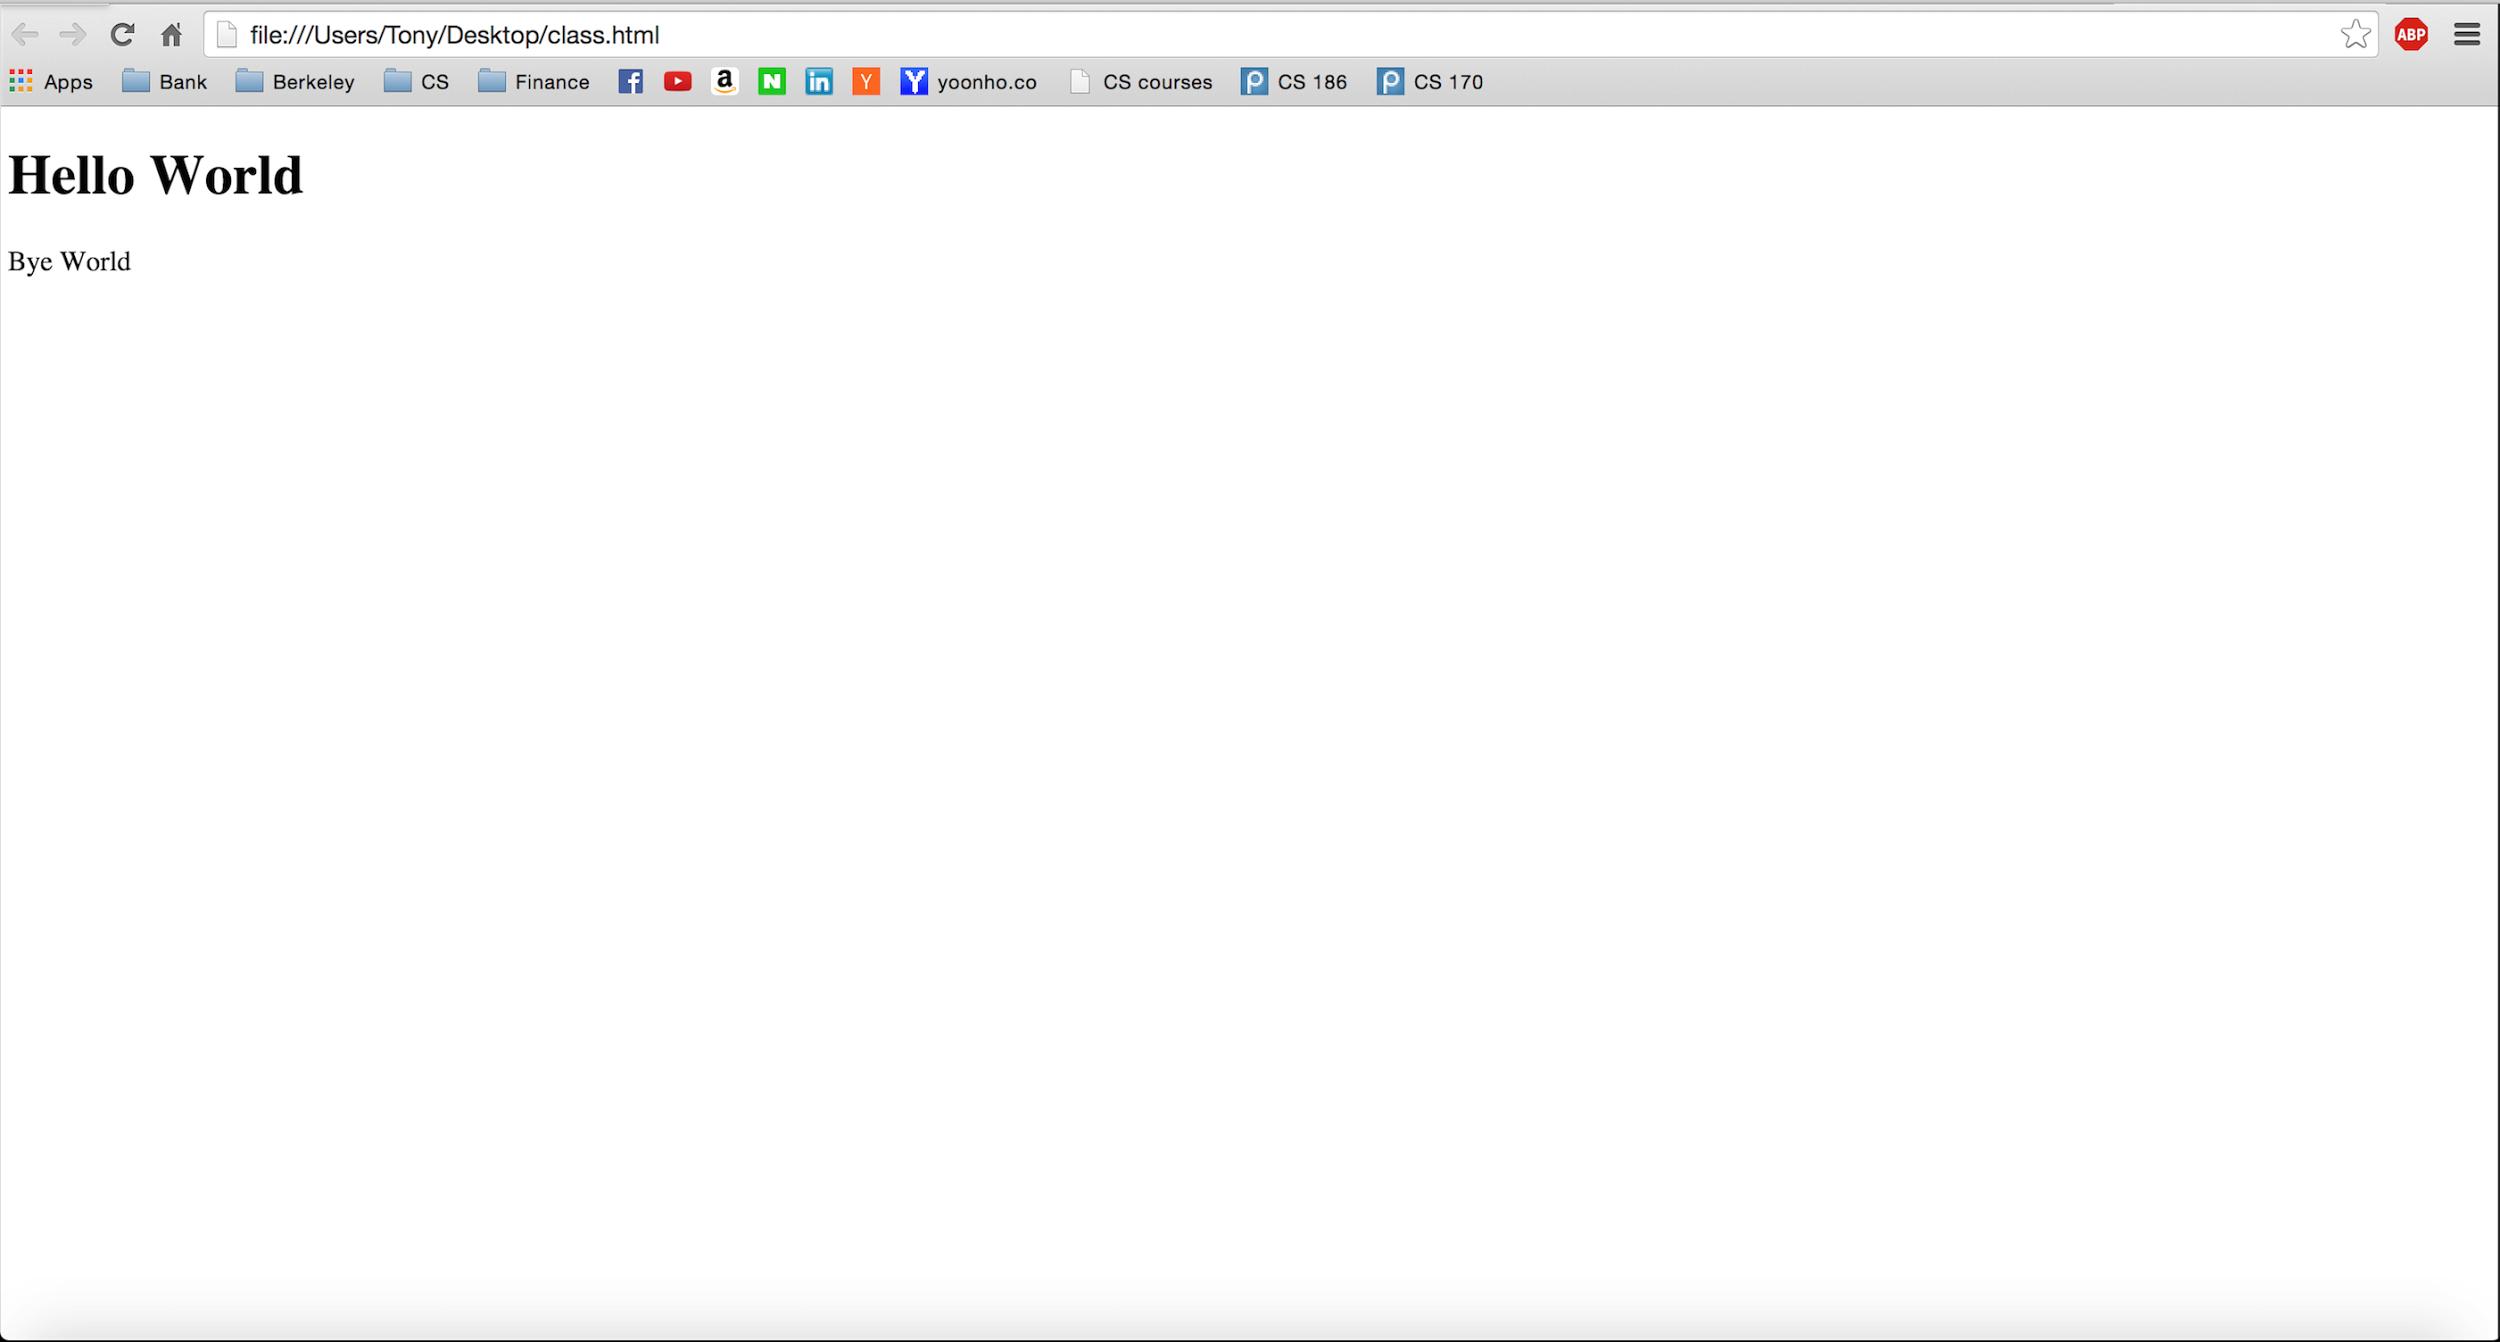 file:///Users/Tony/Desktop/class.html
ABP
Apps Bank Berkeley CS Finance f a N in Y Y yoonho.co CS courses P CS 186 P CS 170
Hello World
Bye World